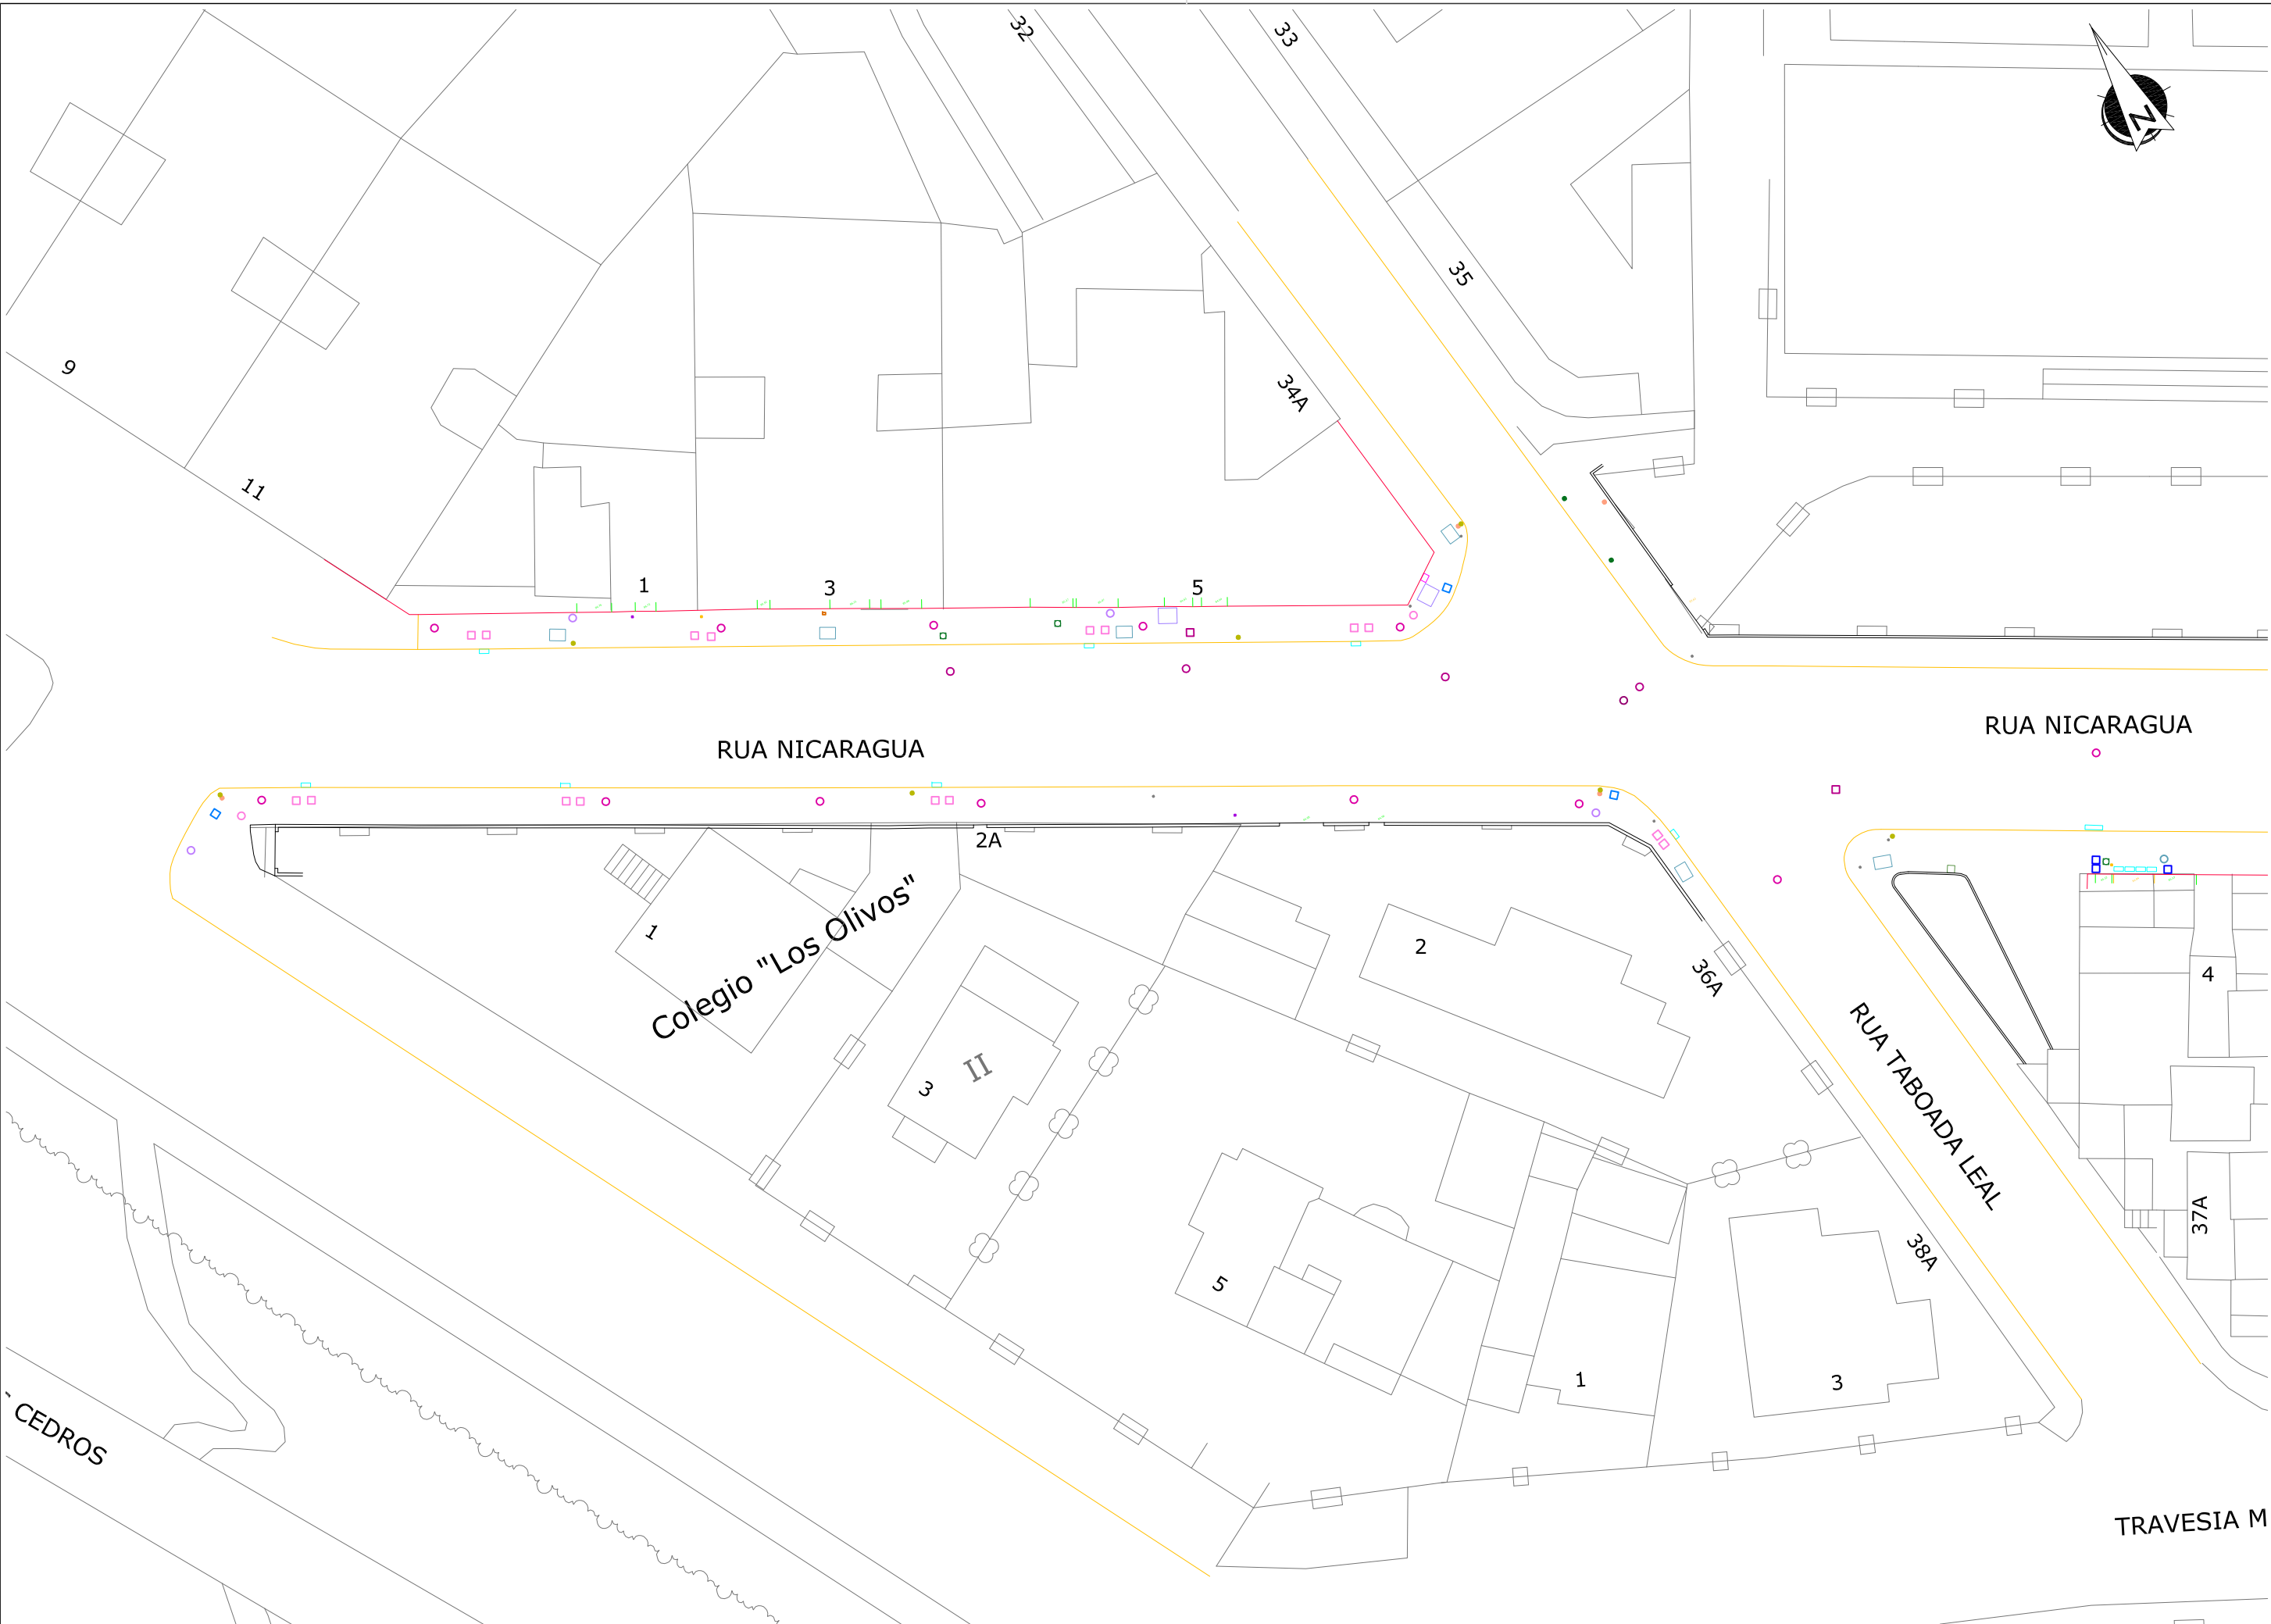 32
33
N
35
9
34A
11
1
3
5
RUA NICARAGUA
RUA NICARAGUA
2A
1
Colegio "Los Olivos"
2
36A
4
3
II
RUA TABOADA LEAL
37A
38A
5
1
3
CEDROS
TRAVESIA M